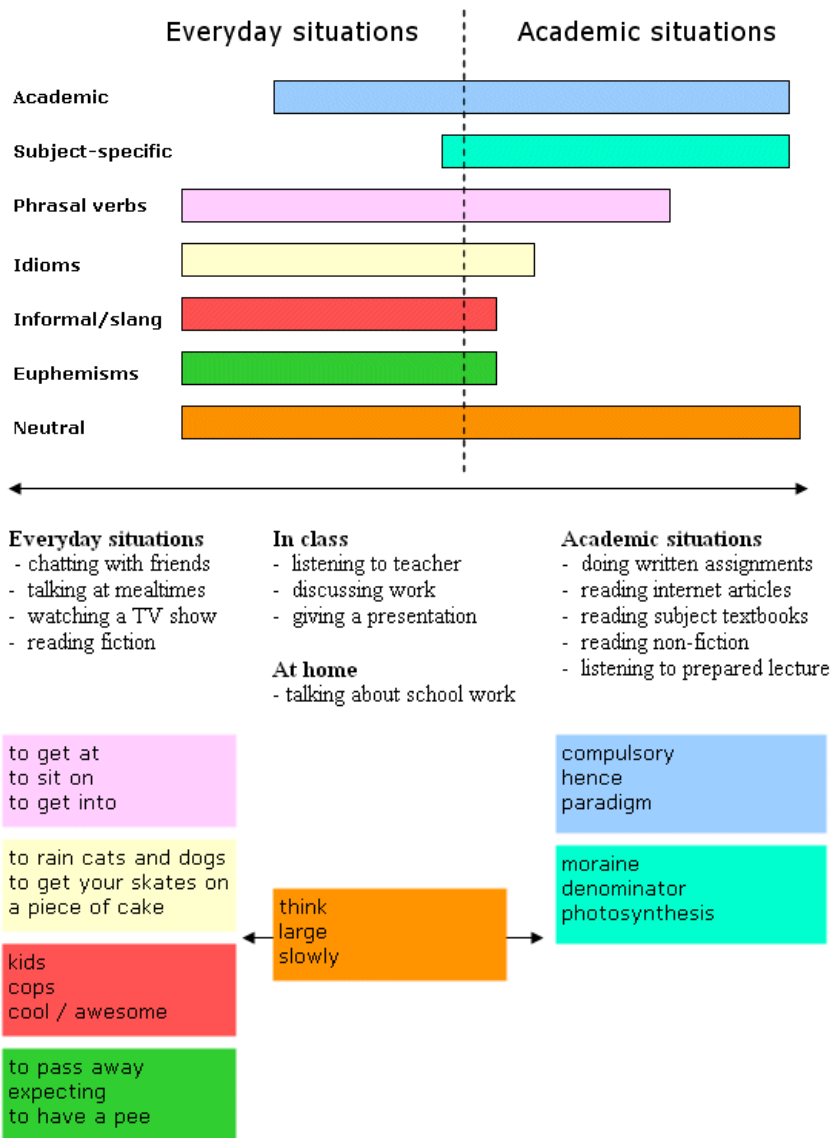 Everyday situations
Academic situations
Academic
Subject-specific
Phrasal verbs
Idioms
Informal/slang
Euphemisms
Neutral
Everyday situations
- chatting with friends
- talking at mealtimes
- watching a TV show
- reading fiction
In class
- listening to teacher
- discussing work
- giving a presentation
At home
- talking about school work
Academic situations
- doing written assignments
- reading internet articles
- reading subject textbooks
- reading non-fiction
- listening to prepared lecture
to get at
to sit on
to get into
to rain cats and dogs
to get your skates on
a piece of cake
kids
cops
cool / awesome
to pass away
expecting
to have a pee
think
large
slowly
compulsory
hence
paradigm
moraine
denominator
photosynthesis